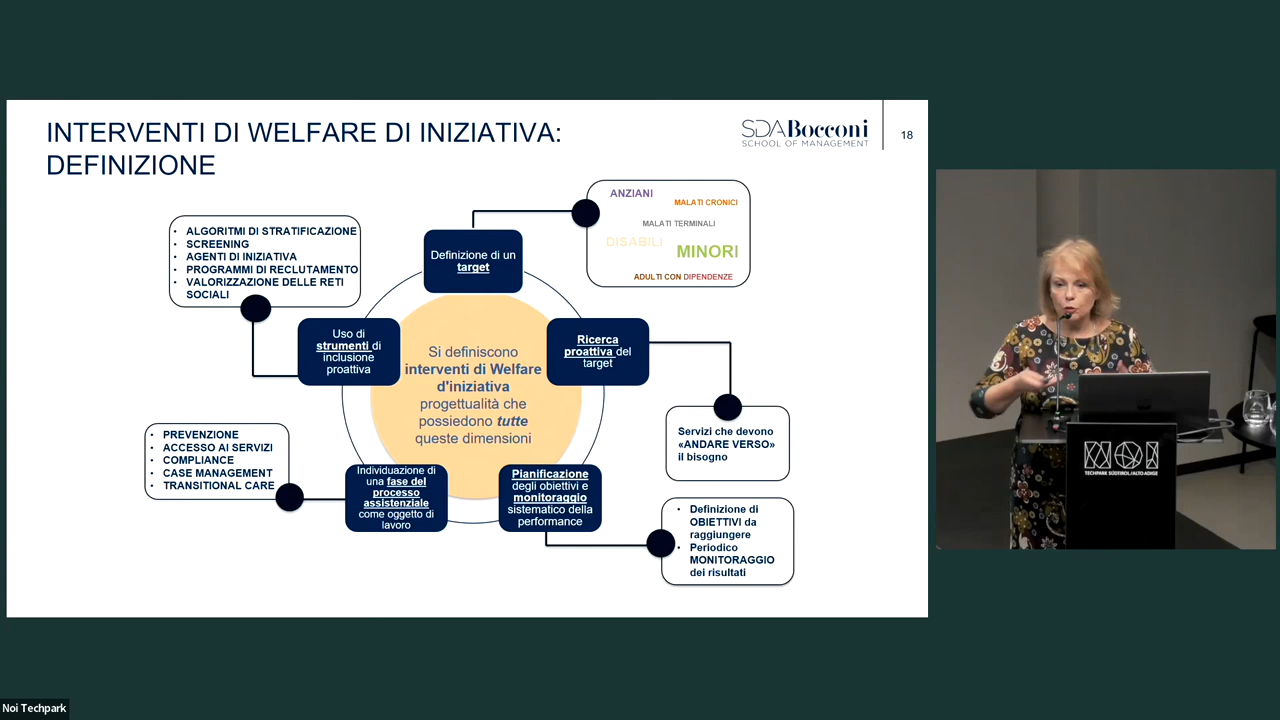 INTERVENTI DI WELFARE DI INIZIATIVA:
DEFINIZIONE
SDA Bocconi
SCHOOL OF MANAGEMENT
18
ANZIANI
MALATI CRONICI
MALATI TERMINALI
DISABILI
MINORI
ADULTI CON DIPENDENZE
• ALGORITMI DI STRATIFICAZIONE
• SCREENING
• AGENTI DI INIZIATIVA
• PROGRAMMI DI RECLUTAMENTO
• VALORIZZAZIONE DELLE RETI
SOCIALI
Definizione di un
target
Uso di
strumenti di
inclusione
proattiva
Ricerca
proattiva del
target
Si definiscono
interventi di Welfare
d'iniziativa
progettualità che
possiedono tutte
queste dimensioni
Servizi che devono
«ANDARE VERSO»
il bisogno
• PREVENZIONE
• ACCESSO AI SERVIZI
• COMPLIANCE
• CASE MANAGEMENT
• TRANSITIONAL CARE
Individuazione di
una fase del
processo
assistenziale
come oggetto di
lavoro
Pianificazione
degli obiettivi e
monitoraggio
sistematico della
performance
• Definizione di
OBIETTIVI da
raggiungere
• Periodico
MONITORAGGIO
dei risultati
NOI
TECHPARK SÜDTIROL/ALTO ADIGE
Noi Techpark